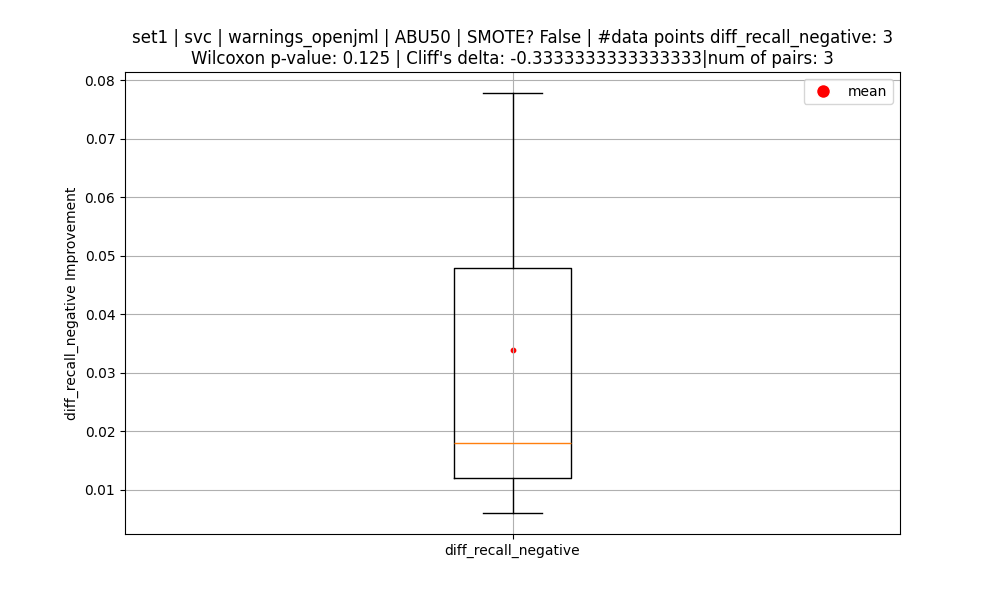 set1 | svc | warnings_openjml | ABU50 | SMOTE? False | #data points diff_recall_negative: 3
Wilcoxon p-value: 0.125 | Cliff's delta: -0.3333333333333333|num of pairs: 3
mean
0.08
0.07
0.06
0.05
0.04
0.03
0.02
0.01
diff_recall_negative Improvement
diff_recall_negative